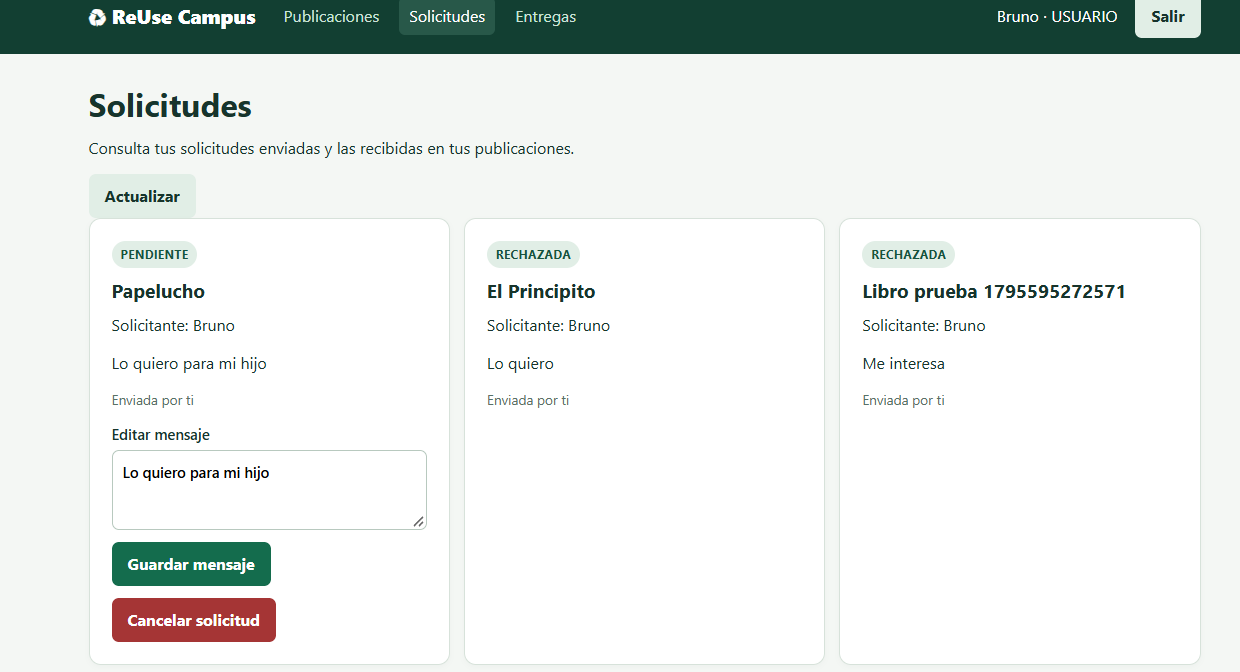 ReUse Campus Publicaciones Solicitudes Entregas Bruno · USUARIO Salir
Solicitudes
Consulta tus solicitudes enviadas y las recibidas en tus publicaciones.
Actualizar
PENDIENTE
Papelucho
Solicitante: Bruno
Lo quiero para mi hijo
Enviada por ti
Editar mensaje
Lo quiero para mi hijo
Guardar mensaje
Cancelar solicitud
RECHAZADA
El Principito
Solicitante: Bruno
Lo quiero
Enviada por ti
RECHAZADA
Libro prueba 1795595272571
Solicitante: Bruno
Me interesa
Enviada por ti